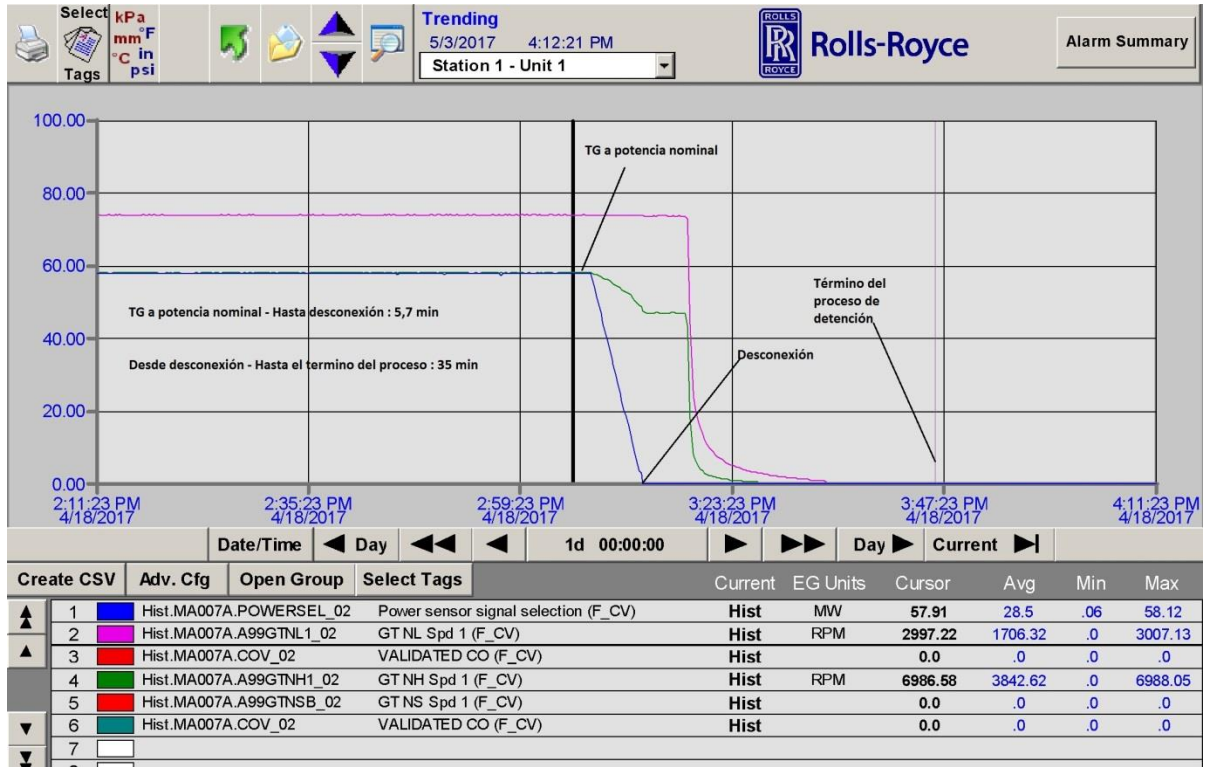 Select
Tags
kPa
mm °F
°C in
psi
Trending
5/3/2017 4:12:21 PM
Station 1 - Unit 1
ROLLS
RR
ROYCE
Rolls-Royce
Alarm Summary
100.00
80.00
60.00
40.00
20.00
0.00
TG a potencia nominal
TG a potencia nominal - Hasta desconexión : 5,7 min
Desde desconexión - Hasta el termino del proceso : 35 min
Desconexión
Término del
proceso de
detención
2:11:23 PM 2:35:23 PM 2:59:23 PM 3:23:23 PM 3:47:23 PM 4:11:23 PM
4/18/2017 4/18/2017 4/18/2017 4/18/2017 4/18/2017 4/18/2017
Date/Time Day 1d 00:00:00 Day Current
Create CSV Adv. Cfg Open Group Select Tags Current EG Units Cursor Avg Min Max
1 Hist.MA007A.POWERSEL_02 Power sensor signal selection (F_CV) Hist MW 57.91 28.5 .06 58.12
2 Hist.MA007A.A99GTNL1_02 GT NL Spd 1 (F_CV) Hist RPM 2997.22 1706.32 .0 3007.13
3 Hist.MA007A.COV_02 VALIDATED CO (F_CV) Hist 0.0 .0 .0 .0
4 Hist.MA007A.A99GTNH1_02 GT NH Spd 1 (F_CV) Hist RPM 6986.58 3842.62 .0 6988.05
5 Hist.MA007A.A99GTNSB_02 GT NS Spd 1 (F_CV) Hist 0.0 .0 .0 .0
6 Hist.MA007A.COV_02 VALIDATED CO (F_CV) Hist 0.0 .0 .0 .0
7